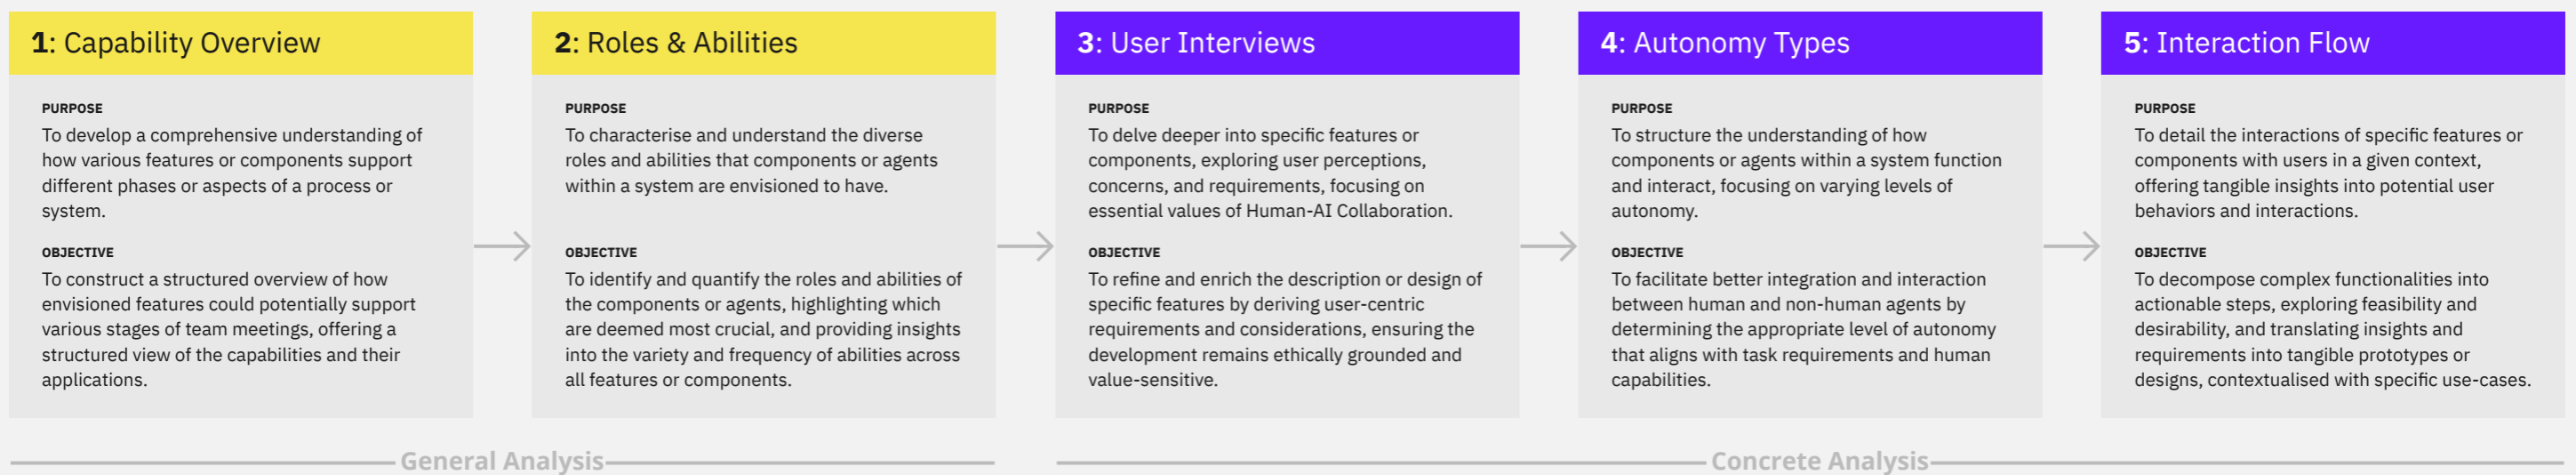 1: Capability Overview
PURPOSE
To develop a comprehensive understanding of
how various features or components support
different phases or aspects of a process or
system.
OBJECTIVE
To construct a structured overview of how
envisioned features could potentially support
various stages of team meetings, offering a
structured view of the capabilities and their
applications.
2: Roles & Abilities
PURPOSE
To characterise and understand the diverse
roles and abilities that components or agents
within a system are envisioned to have.
OBJECTIVE
To identify and quantify the roles and abilities of
the components or agents, highlighting which
are deemed most crucial, and providing insights
into the variety and frequency of abilities across
all features or components.
3: User Interviews
PURPOSE
To delve deeper into specific features or
components, exploring user perceptions,
concerns, and requirements, focusing on
essential values of Human-AI Collaboration.
OBJECTIVE
To refine and enrich the description or design of
specific features by deriving user-centric
requirements and considerations, ensuring the
development remains ethically grounded and
value-sensitive.
4: Autonomy Types
PURPOSE
To structure the understanding of how
components or agents within a system function
and interact, focusing on varying levels of
autonomy.
OBJECTIVE
To facilitate better integration and interaction
between human and non-human agents by
determining the appropriate level of autonomy
that aligns with task requirements and human
capabilities.
5: Interaction Flow
PURPOSE
To detail the interactions of specific features or
components with users in a given context,
offering tangible insights into potential user
behaviors and interactions.
OBJECTIVE
To decompose complex functionalities into
actionable steps, exploring feasibility and
desirability, and translating insights and
requirements into tangible prototypes or
designs, contextualised with specific use-cases.
General Analysis
Concrete Analysis